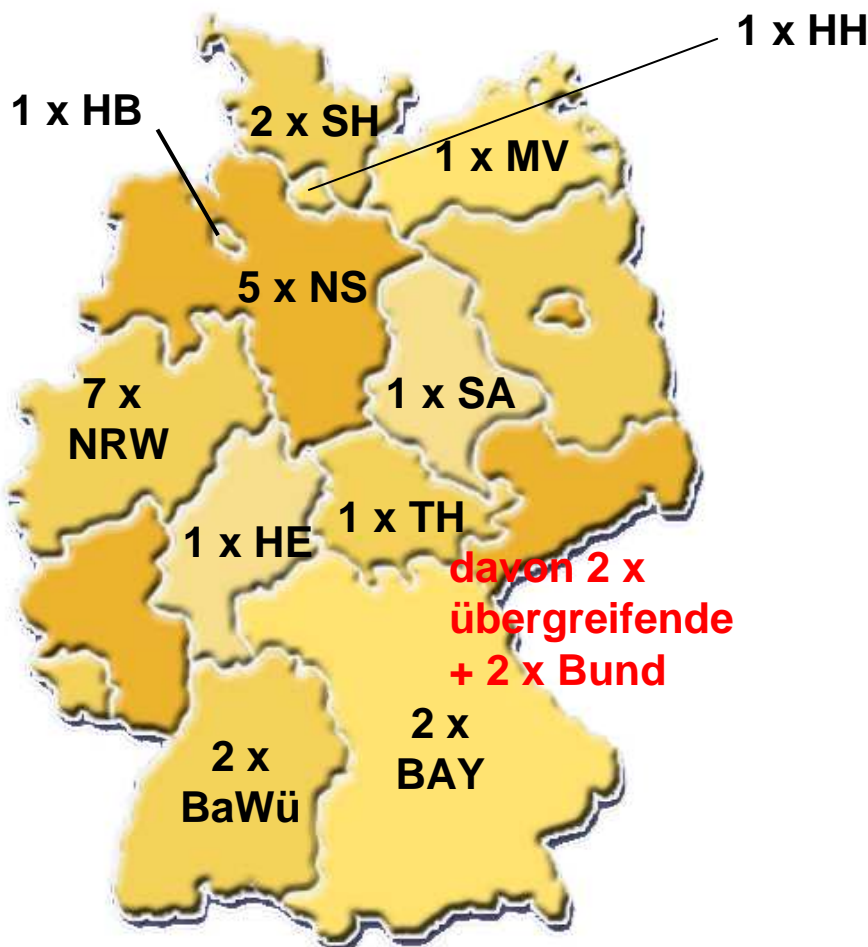 1 x HH
1 x HB
2 x SH
1 x MV
5 x NS
7 x
NRW
1 x SA
1 x HE
1 x TH
davon 2 x
übergreifende
+ 2 x Bund
2 x
BaWü
2 x
BAY